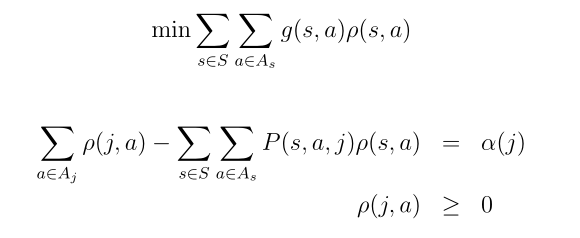 min ∑_{s∈S} ∑_{a∈A_s} g(s, a)ρ(s, a)
∑_{a∈A_j} ρ(j, a) − ∑_{s∈S} ∑_{a∈A_s} P(s, a, j)ρ(s, a) = α(j)
ρ(j, a) ≥ 0